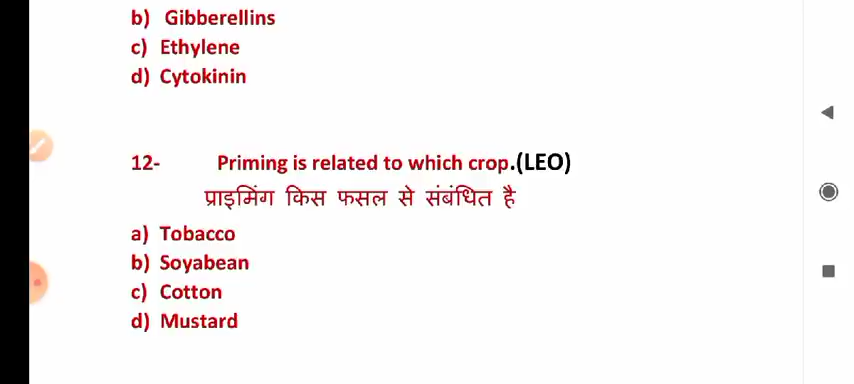 b) Gibberellins
c) Ethylene
d) Cytokinin
12- Priming is related to which crop.(LEO)
प्राइमिंग किस फसल से संबंधित है
a) Tobacco
b) Soyabean
c) Cotton
d) Mustard